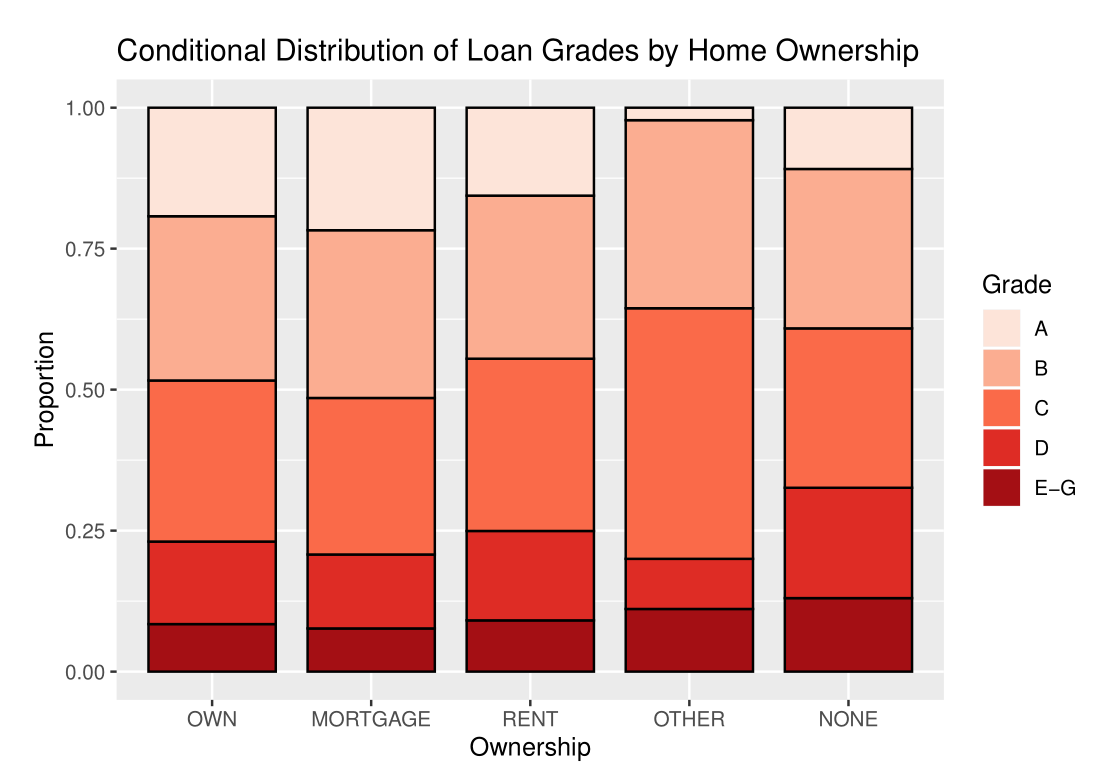 Conditional Distribution of Loan Grades by Home Ownership
1.00
0.75
0.50
0.25
0.00
Proportion
OWN MORTGAGE RENT OTHER NONE
Ownership
Grade
A
B
C
D
E−G